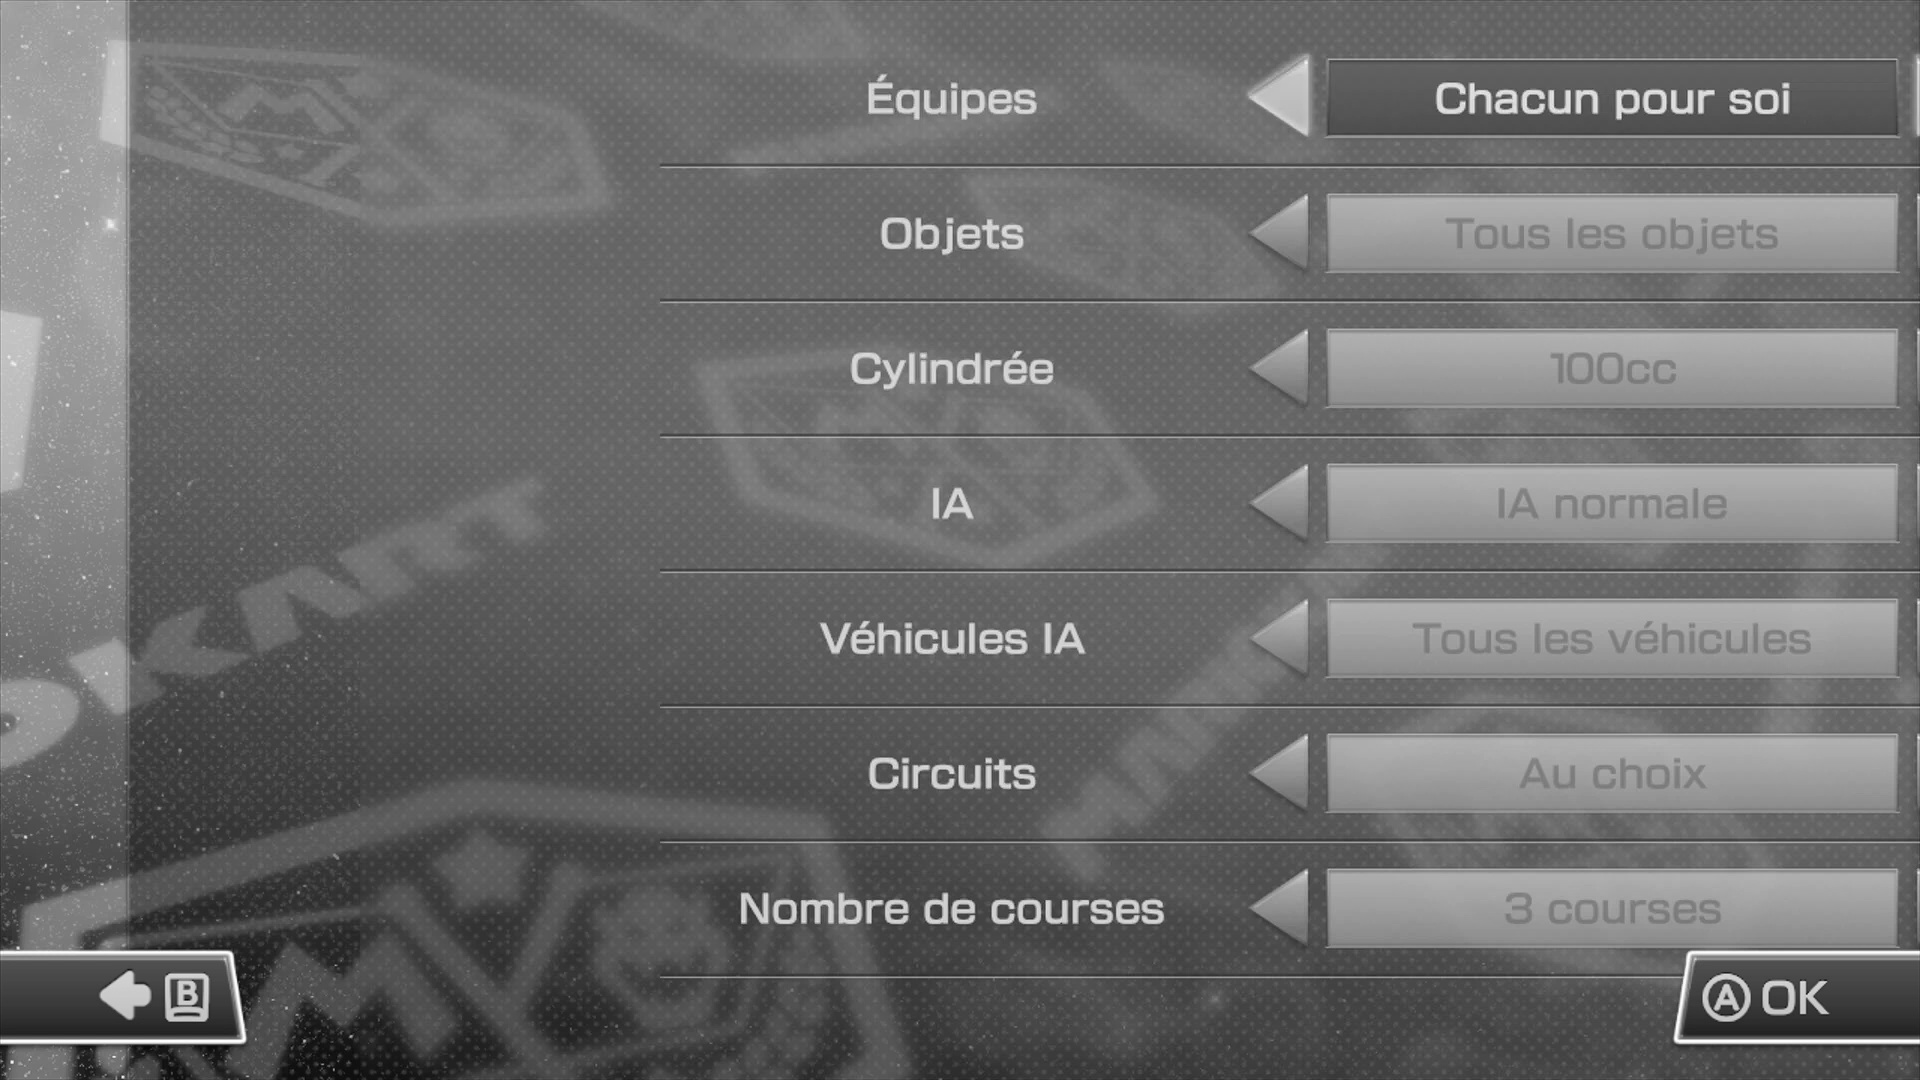 Équipes
Chacun pour soi
Objets
Tous les objets
Cylindrée
100cc
IA
IA normale
Véhicules IA
Tous les véhicules
Circuits
Au choix
Nombre de courses
3 courses
B
A OK